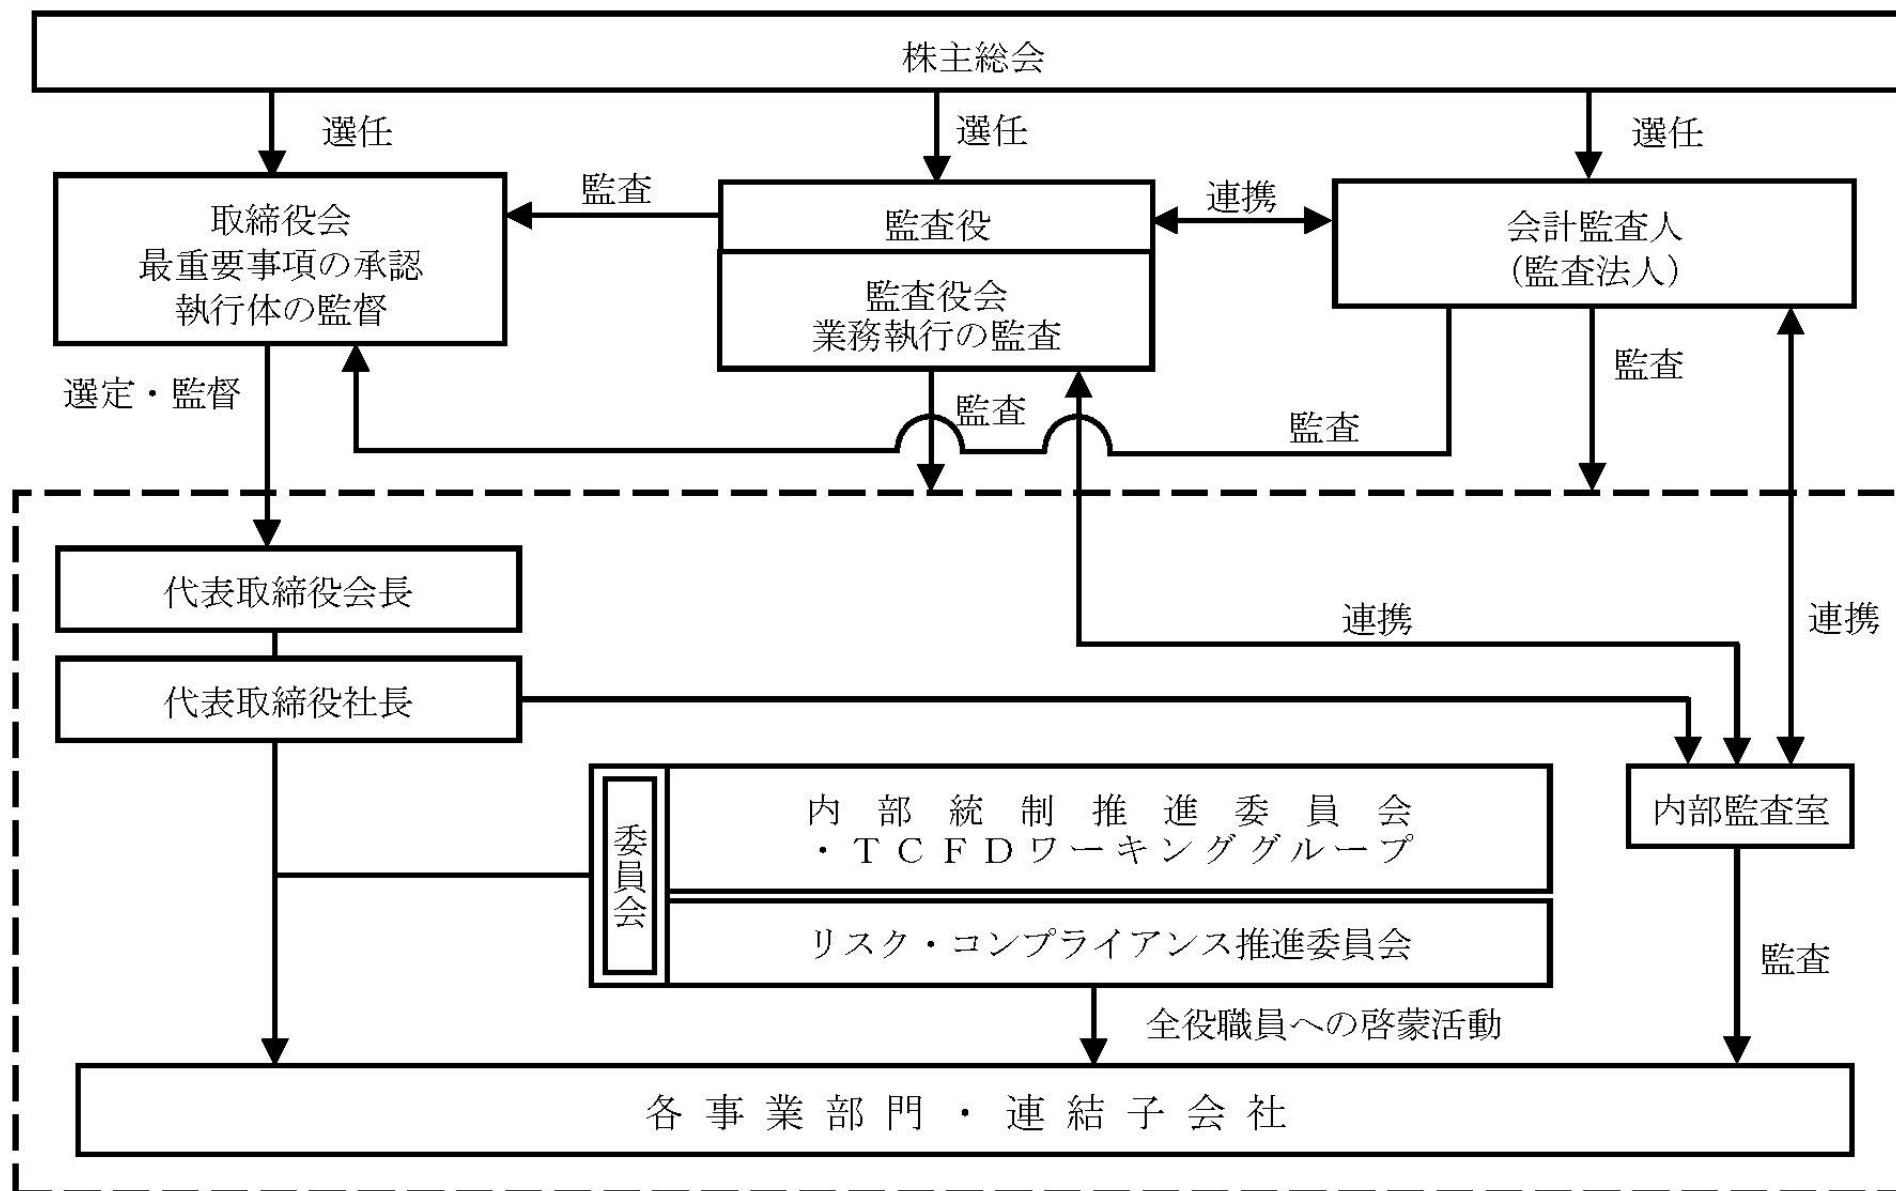 株主総会
選任
選任
選任
取締役会
最重要事項の承認
執行体の監督
監査
監査役
監査役会
業務執行の監査
連携
会計監査人
（監査法人）
選定・監督
監査
監査
監査
代表取締役会長
代表取締役社長
連携
連携
委員会
内部統制推進委員会
・ＴＣＦＤワーキンググループ
リスク・コンプライアンス推進委員会
内部監査室
監査
全役職員への啓蒙活動
各事業部門・連結子会社